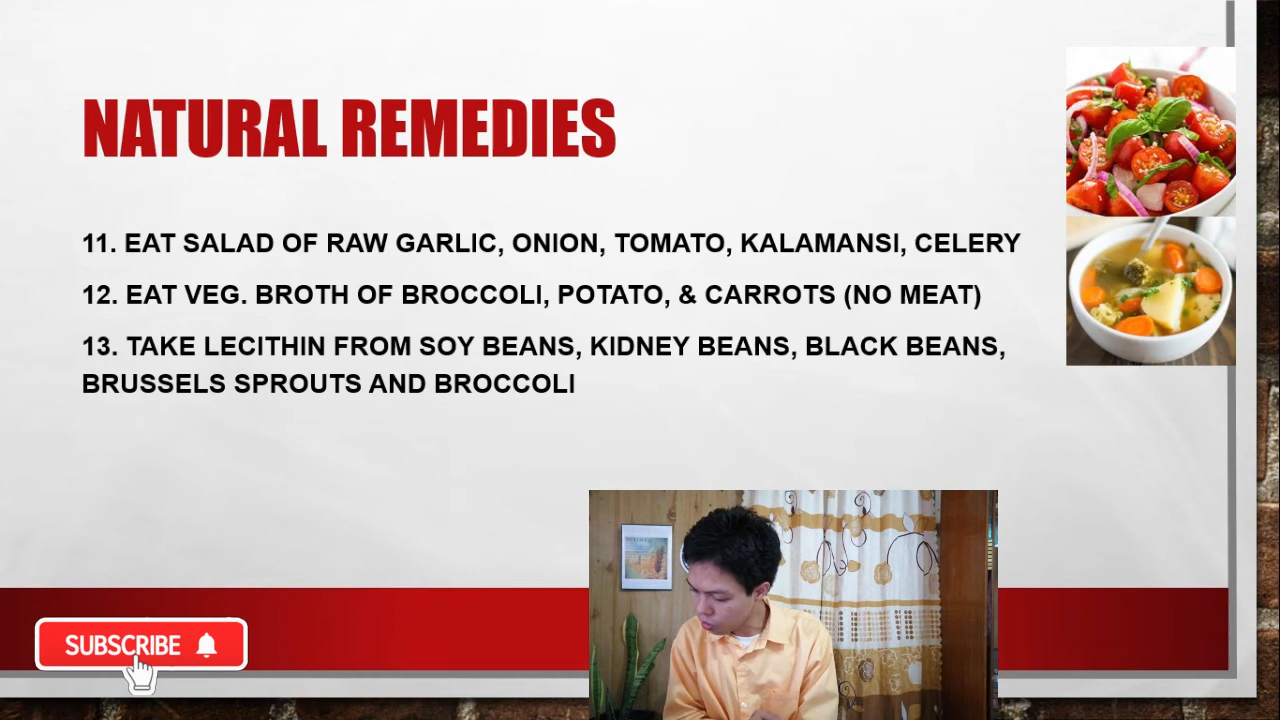 NATURAL REMEDIES
11. EAT SALAD OF RAW GARLIC, ONION, TOMATO, KALAMANSI, CELERY
12. EAT VEG. BROTH OF BROCCOLI, POTATO, & CARROTS (NO MEAT)
13. TAKE LECITHIN FROM SOY BEANS, KIDNEY BEANS, BLACK BEANS,
BRUSSELS SPROUTS AND BROCCOLI
SUBSCRIBE